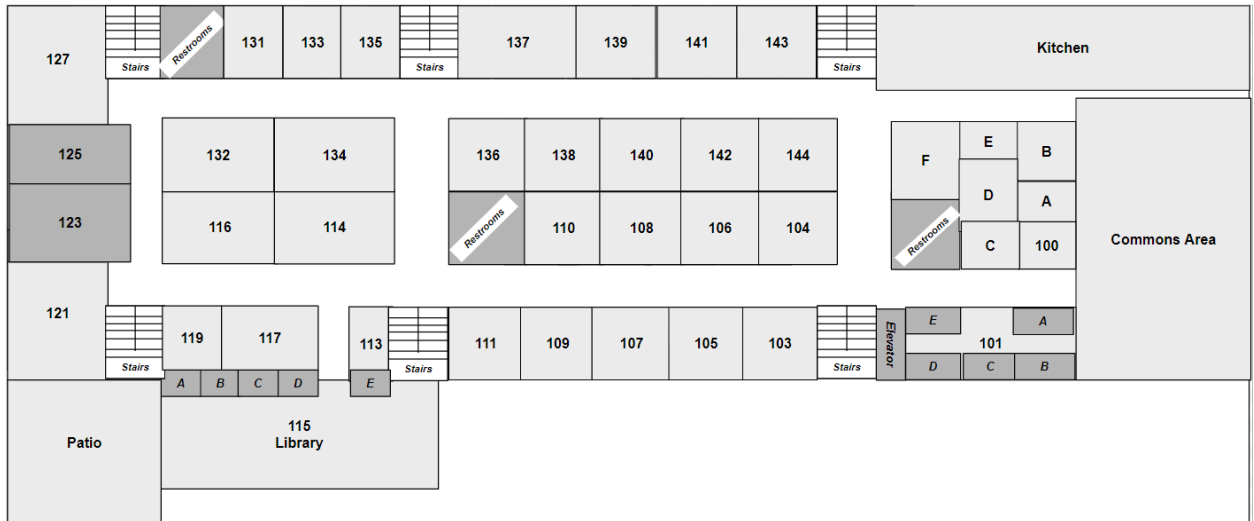 127
Stairs
Restrooms
131
133
135
Stairs
137
139
141
143
Stairs
Kitchen
125
123
132
134
116
114
136
138
140
142
144
Restrooms
110
108
106
104
F
E
B
D
A
Restrooms
C
100
Commons Area
121
Stairs
119
117
113
Stairs
111
109
107
105
103
Stairs
Elevator
E
A
101
D
C
B
A
B
C
D
E
Patio
115
Library